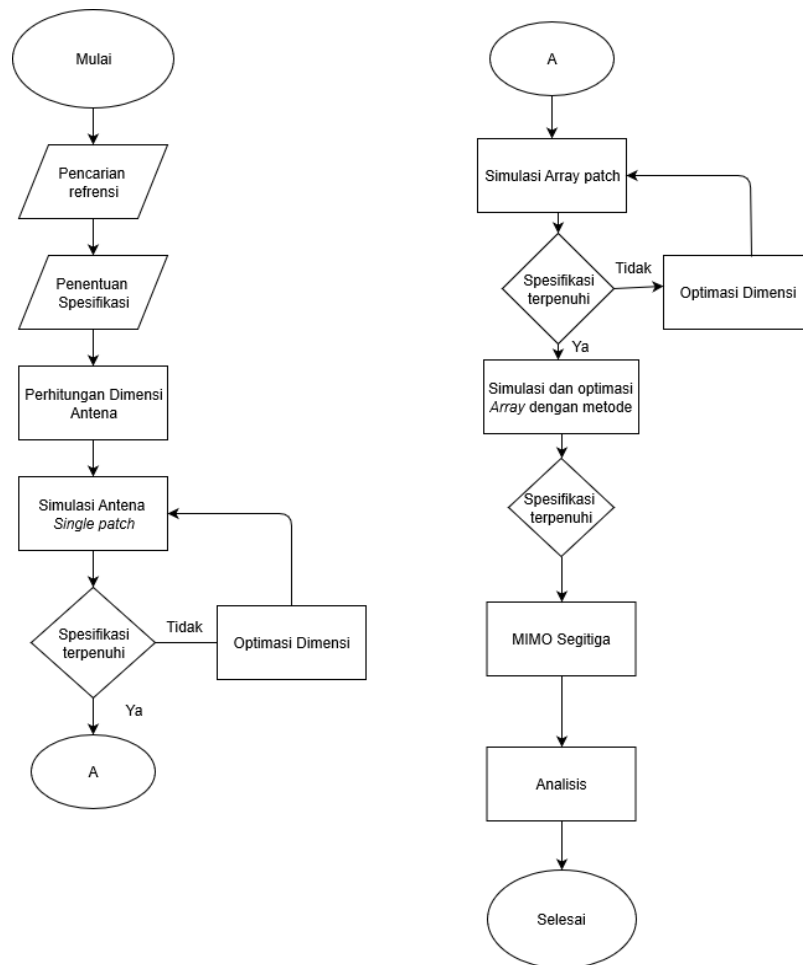 Mulai
Pencarian
refrensi
Penentuan
Spesifikasi
Perhitungan Dimensi
Antena
Simulasi Antena
Single patch
Spesifikasi
terpenuhi
Tidak
Optimasi Dimensi
Ya
A
A
Simulasi Array patch
Spesifikasi
terpenuhi
Tidak
Optimasi Dimensi
Ya
Simulasi dan optimasi
Array dengan metode
Spesifikasi
terpenuhi
MIMO Segitiga
Analisis
Selesai